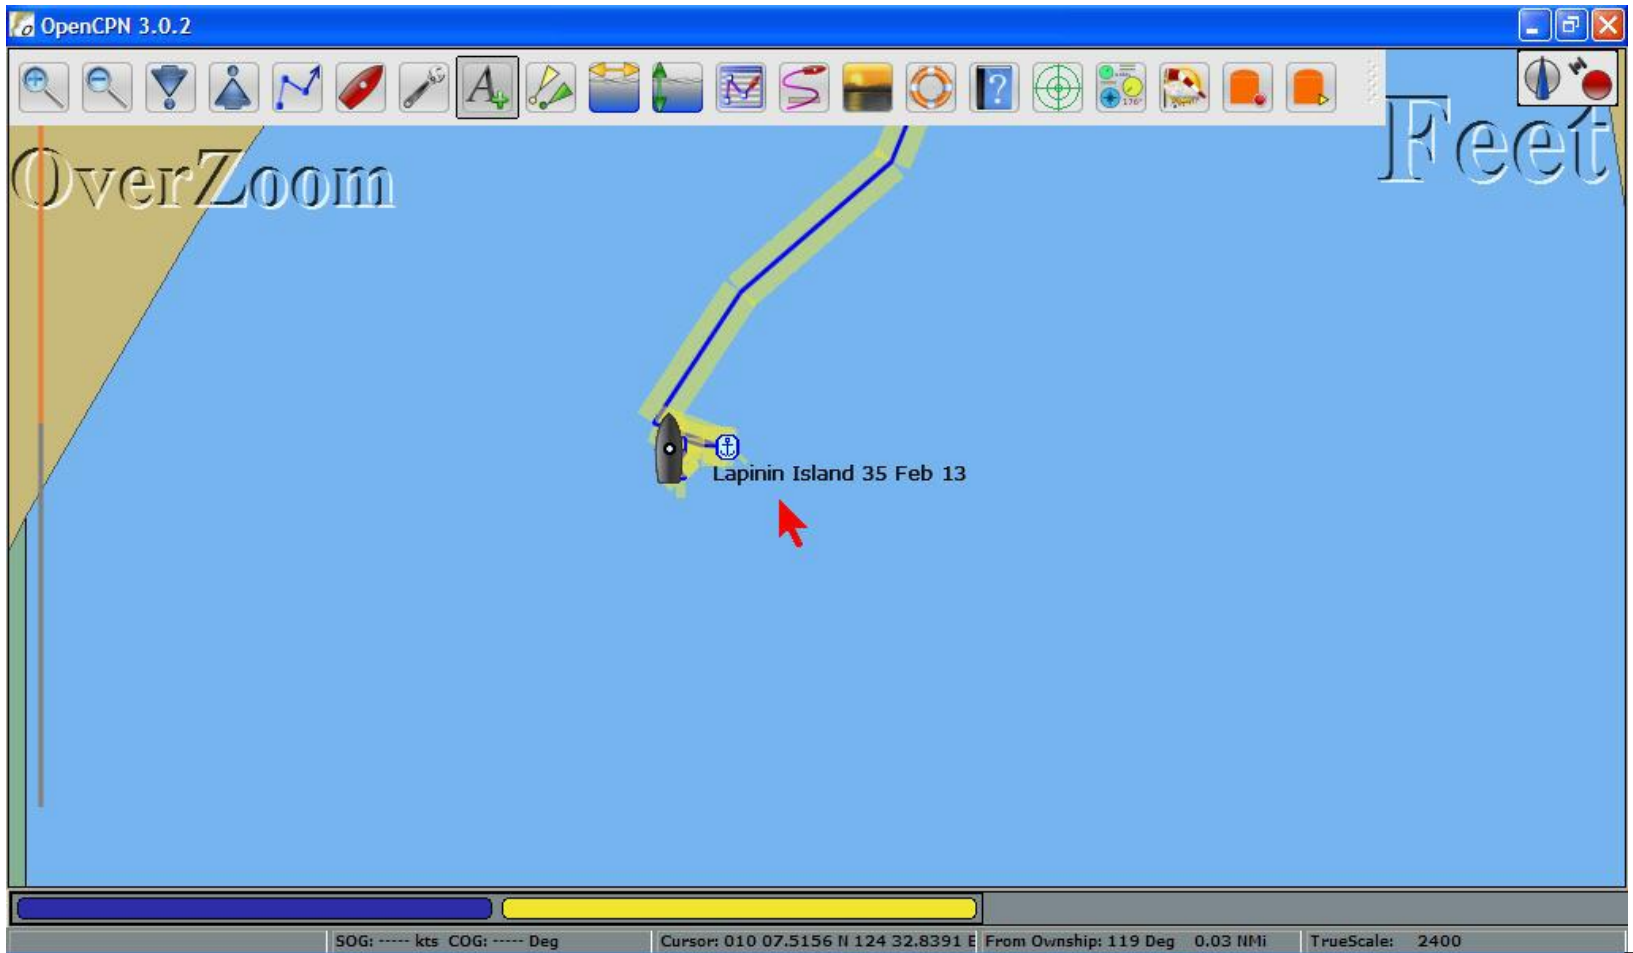 OpenCPN 3.0.2
OverZoom
Feet
Lapinin Island 35 Feb 13
SOG: ----- kts COG: ----- Deg
Cursor: 010 07.5156 N 124 32.8391 E
From Ownship: 119 Deg 0.03 NMi
TrueScale: 2400